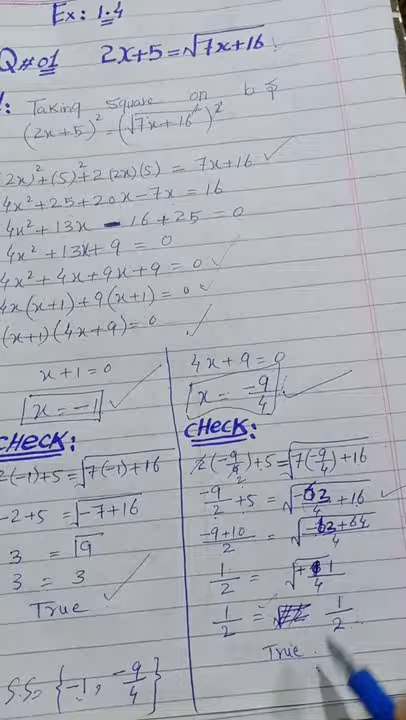 Ex: 1.4
Q#01 2x+5=√7x+16
Taking square on b
(2x+5)² = (√7x+16)²
2x)²+(5)²+2(2x)(5) = 7x+16
4x²+25+20x-7x = 16
4x²+13x-16+25=0
4x²+13x+9=0
4x²+4x+9x+9=0
4x(x+1)+9(x+1)=0
(x+1)(4x+9)=0
x+1=0
x=-1
CHECK:
2(-1)+5=√7(-1)+16
-2+5=√-7+16
3 = √9
3 = 3
True
4x+9=0
x=-9/4
CHECK:
2(-9/4)+5=√7(-9/4)+16
-9/2+5=√-63/4+16
-9+10/2=√-63+64/4
1/2=√+1/4
1/2=1/2
True.
S.S, {-1, -9/4}